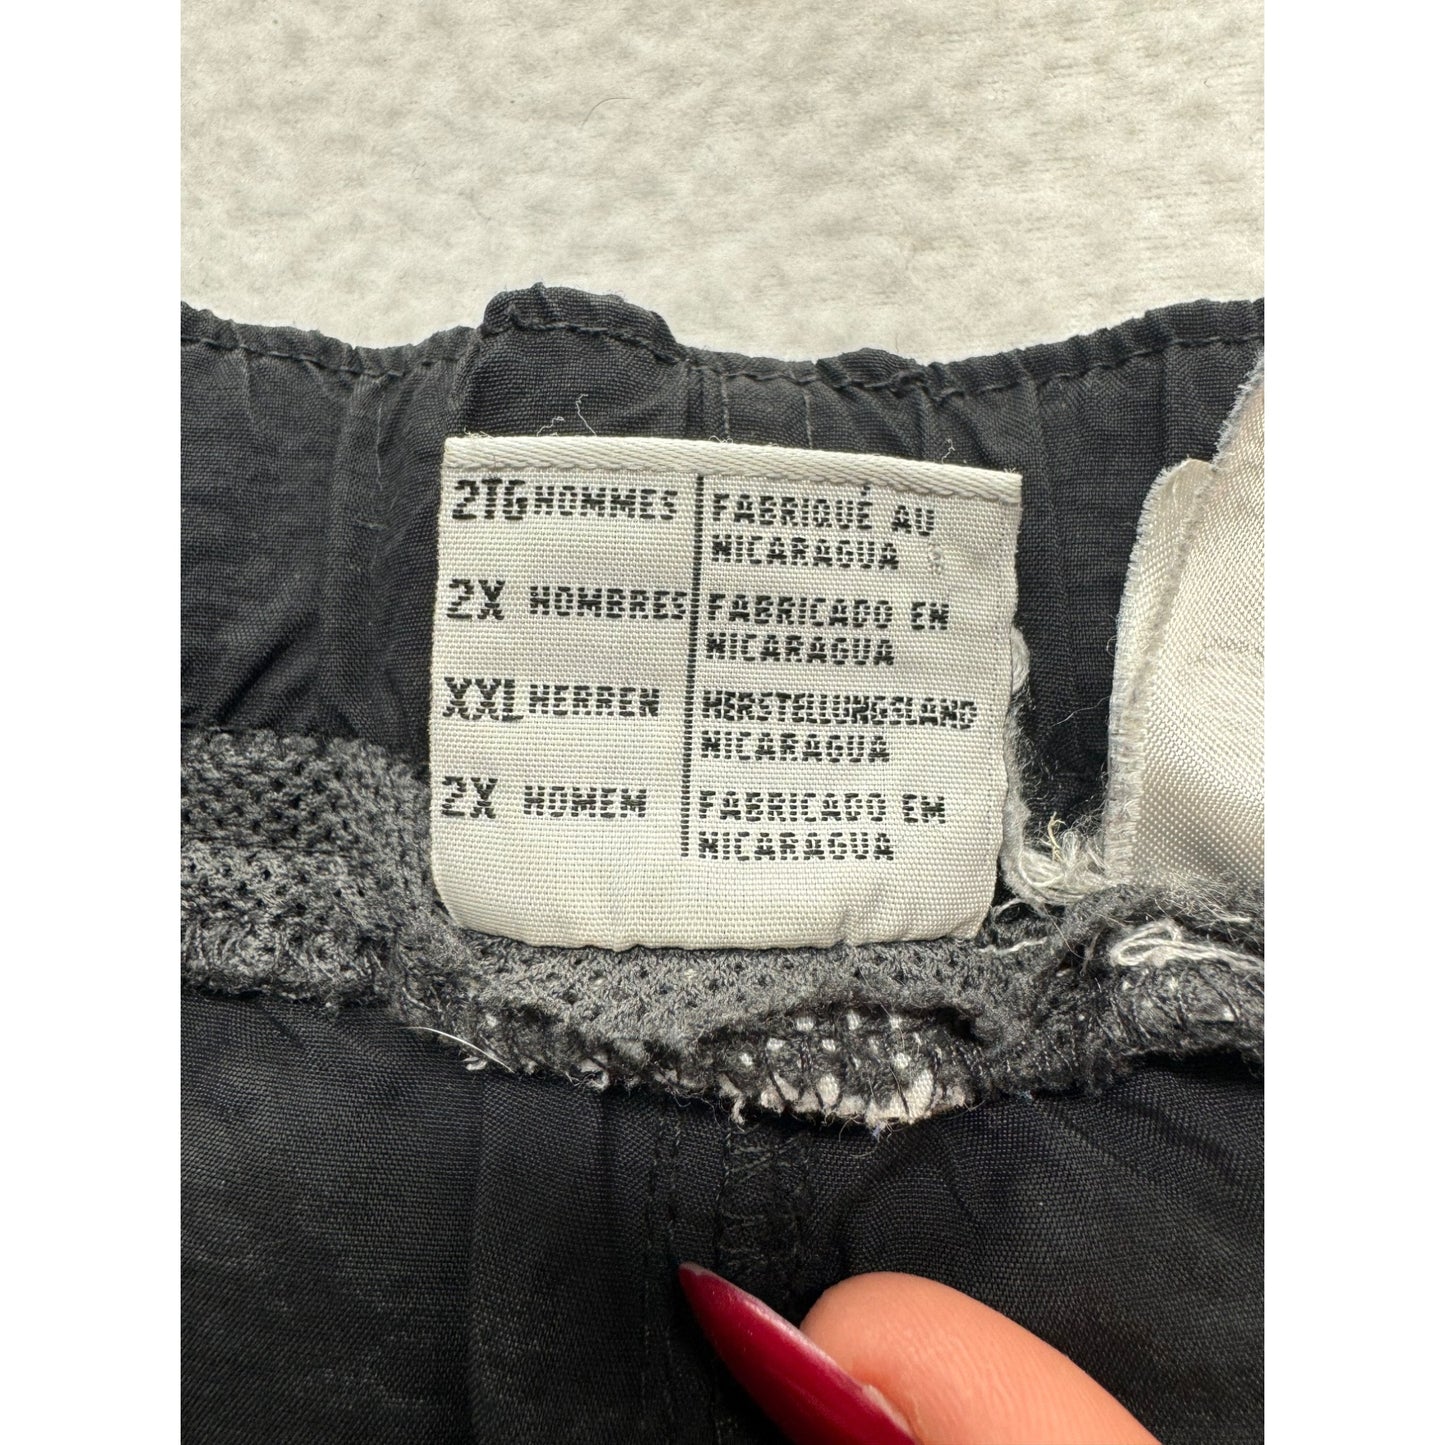 2TG HOMMES
FABRIQUÉ AU
NICARAGUA
2X HOMBRES
FABRICADO EN
NICARAGUA
XXL HERREN
HERSTELLUNGSLAND
NICARAGUA
2X HOMEM
FABRICADO EM
NICARAGUA